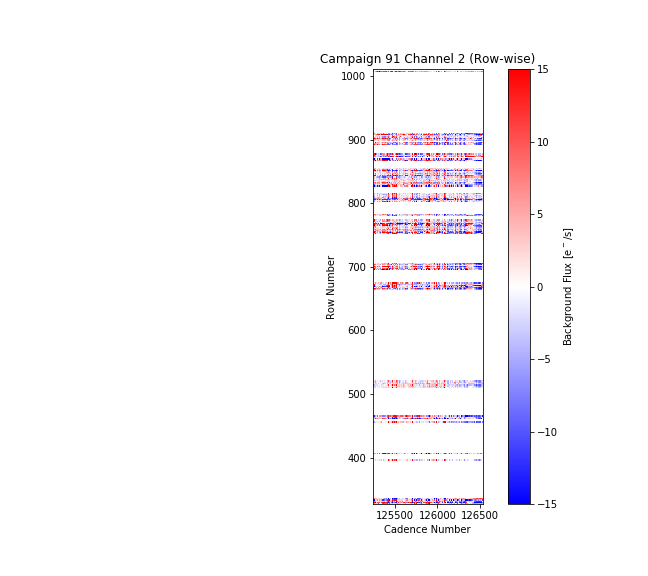 Campaign 91 Channel 2 (Row-wise)
1000
900
800
700
600
500
400
Row Number
125500 126000 126500
Cadence Number
15
10
5
0
−5
−10
−15
Background Flux [e⁻/s]